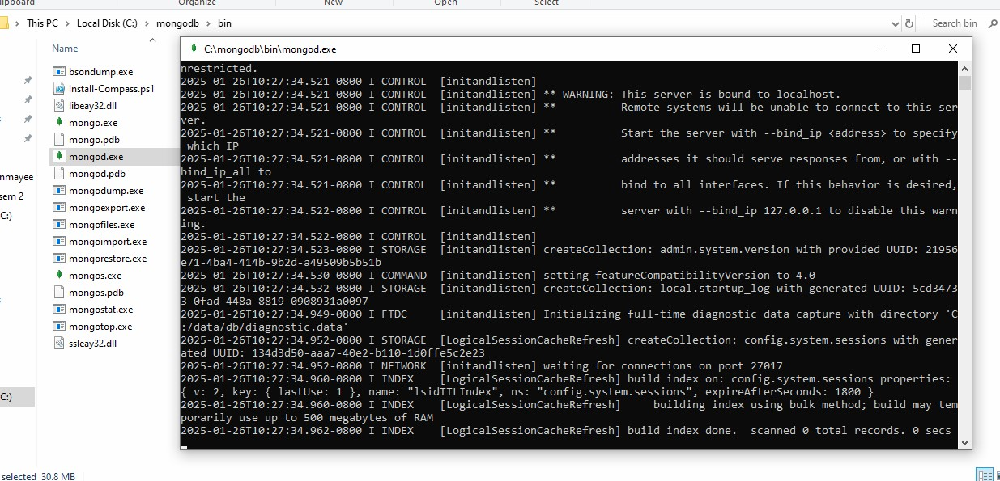 lipboard
Organize
New
Open
Select
This PC > Local Disk (C:) > mongodb > bin
Search bin
Name
bsondump.exe
Install-Compass.ps1
libeay32.dll
mongo.exe
mongo.pdb
mongod.exe
mongod.pdb
mongodump.exe
mongoexport.exe
mongofiles.exe
mongoimport.exe
mongorestore.exe
mongos.exe
mongos.pdb
mongostat.exe
mongotop.exe
ssleay32.dll
nmayee
sem 2
C:)
C:)
selected 30.8 MB
C:\mongodb\bin\mongod.exe
nrestricted.
2025-01-26T10:27:34.521-0800 I CONTROL  [initandlisten]
2025-01-26T10:27:34.521-0800 I CONTROL  [initandlisten] ** WARNING: This server is bound to localhost.
2025-01-26T10:27:34.521-0800 I CONTROL  [initandlisten] **          Remote systems will be unable to connect to this ser
ver.
2025-01-26T10:27:34.521-0800 I CONTROL  [initandlisten] **          Start the server with --bind_ip <address> to specify
 which IP
2025-01-26T10:27:34.521-0800 I CONTROL  [initandlisten] **          addresses it should serve responses from, or with --
bind_ip_all to
2025-01-26T10:27:34.521-0800 I CONTROL  [initandlisten] **          bind to all interfaces. If this behavior is desired,
 start the
2025-01-26T10:27:34.522-0800 I CONTROL  [initandlisten] **          server with --bind_ip 127.0.0.1 to disable this warn
ing.
2025-01-26T10:27:34.522-0800 I CONTROL  [initandlisten]
2025-01-26T10:27:34.523-0800 I STORAGE  [initandlisten] createCollection: admin.system.version with provided UUID: 21956
e71-4ba4-414b-9b2d-a49509b5b51b
2025-01-26T10:27:34.530-0800 I COMMAND  [initandlisten] setting featureCompatibilityVersion to 4.0
2025-01-26T10:27:34.532-0800 I STORAGE  [initandlisten] createCollection: local.startup_log with generated UUID: 5cd3473
3-0fad-448a-8819-0908931a0097
2025-01-26T10:27:34.949-0800 I FTDC     [initandlisten] Initializing full-time diagnostic data capture with directory 'C
:/data/db/diagnostic.data'
2025-01-26T10:27:34.952-0800 I STORAGE  [LogicalSessionCacheRefresh] createCollection: config.system.sessions with gener
ated UUID: 134d3d50-aaa7-40e2-b110-1d0ffe5c2e23
2025-01-26T10:27:34.952-0800 I NETWORK  [initandlisten] waiting for connections on port 27017
2025-01-26T10:27:34.960-0800 I INDEX    [LogicalSessionCacheRefresh] build index on: config.system.sessions properties:
{ v: 2, key: { lastUse: 1 }, name: "lsidTTLIndex", ns: "config.system.sessions", expireAfterSeconds: 1800 }
2025-01-26T10:27:34.960-0800 I INDEX    [LogicalSessionCacheRefresh]     building index using bulk method; build may tem
porarily use up to 500 megabytes of RAM
2025-01-26T10:27:34.962-0800 I INDEX    [LogicalSessionCacheRefresh] build index done.  scanned 0 total records. 0 secs